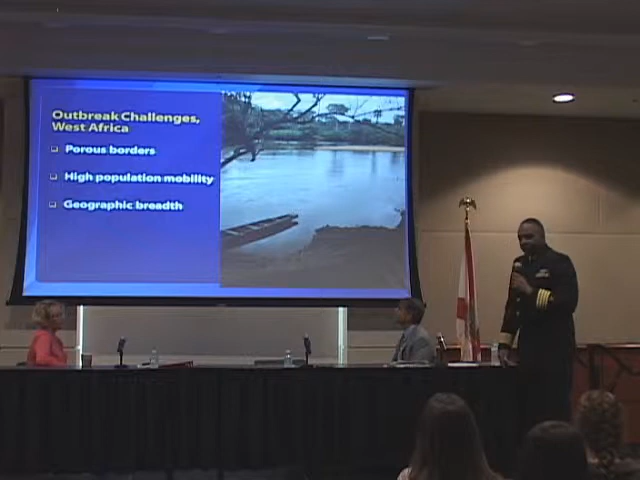 Outbreak Challenges,
West Africa
Porous borders
High population mobility
Geographic breadth